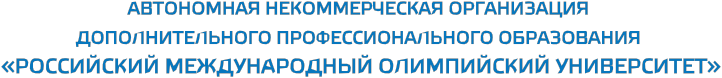 АВТОНОМНАЯ НЕКОММЕРЧЕСКАЯ ОРГАНИЗАЦИЯ
ДОПОЛНИТЕЛЬНОГО ПРОФЕССИОНАЛЬНОГО ОБРАЗОВАНИЯ
«РОССИЙСКИЙ МЕЖДУНАРОДНЫЙ ОЛИМПИЙСКИЙ УНИВЕРСИТЕТ»